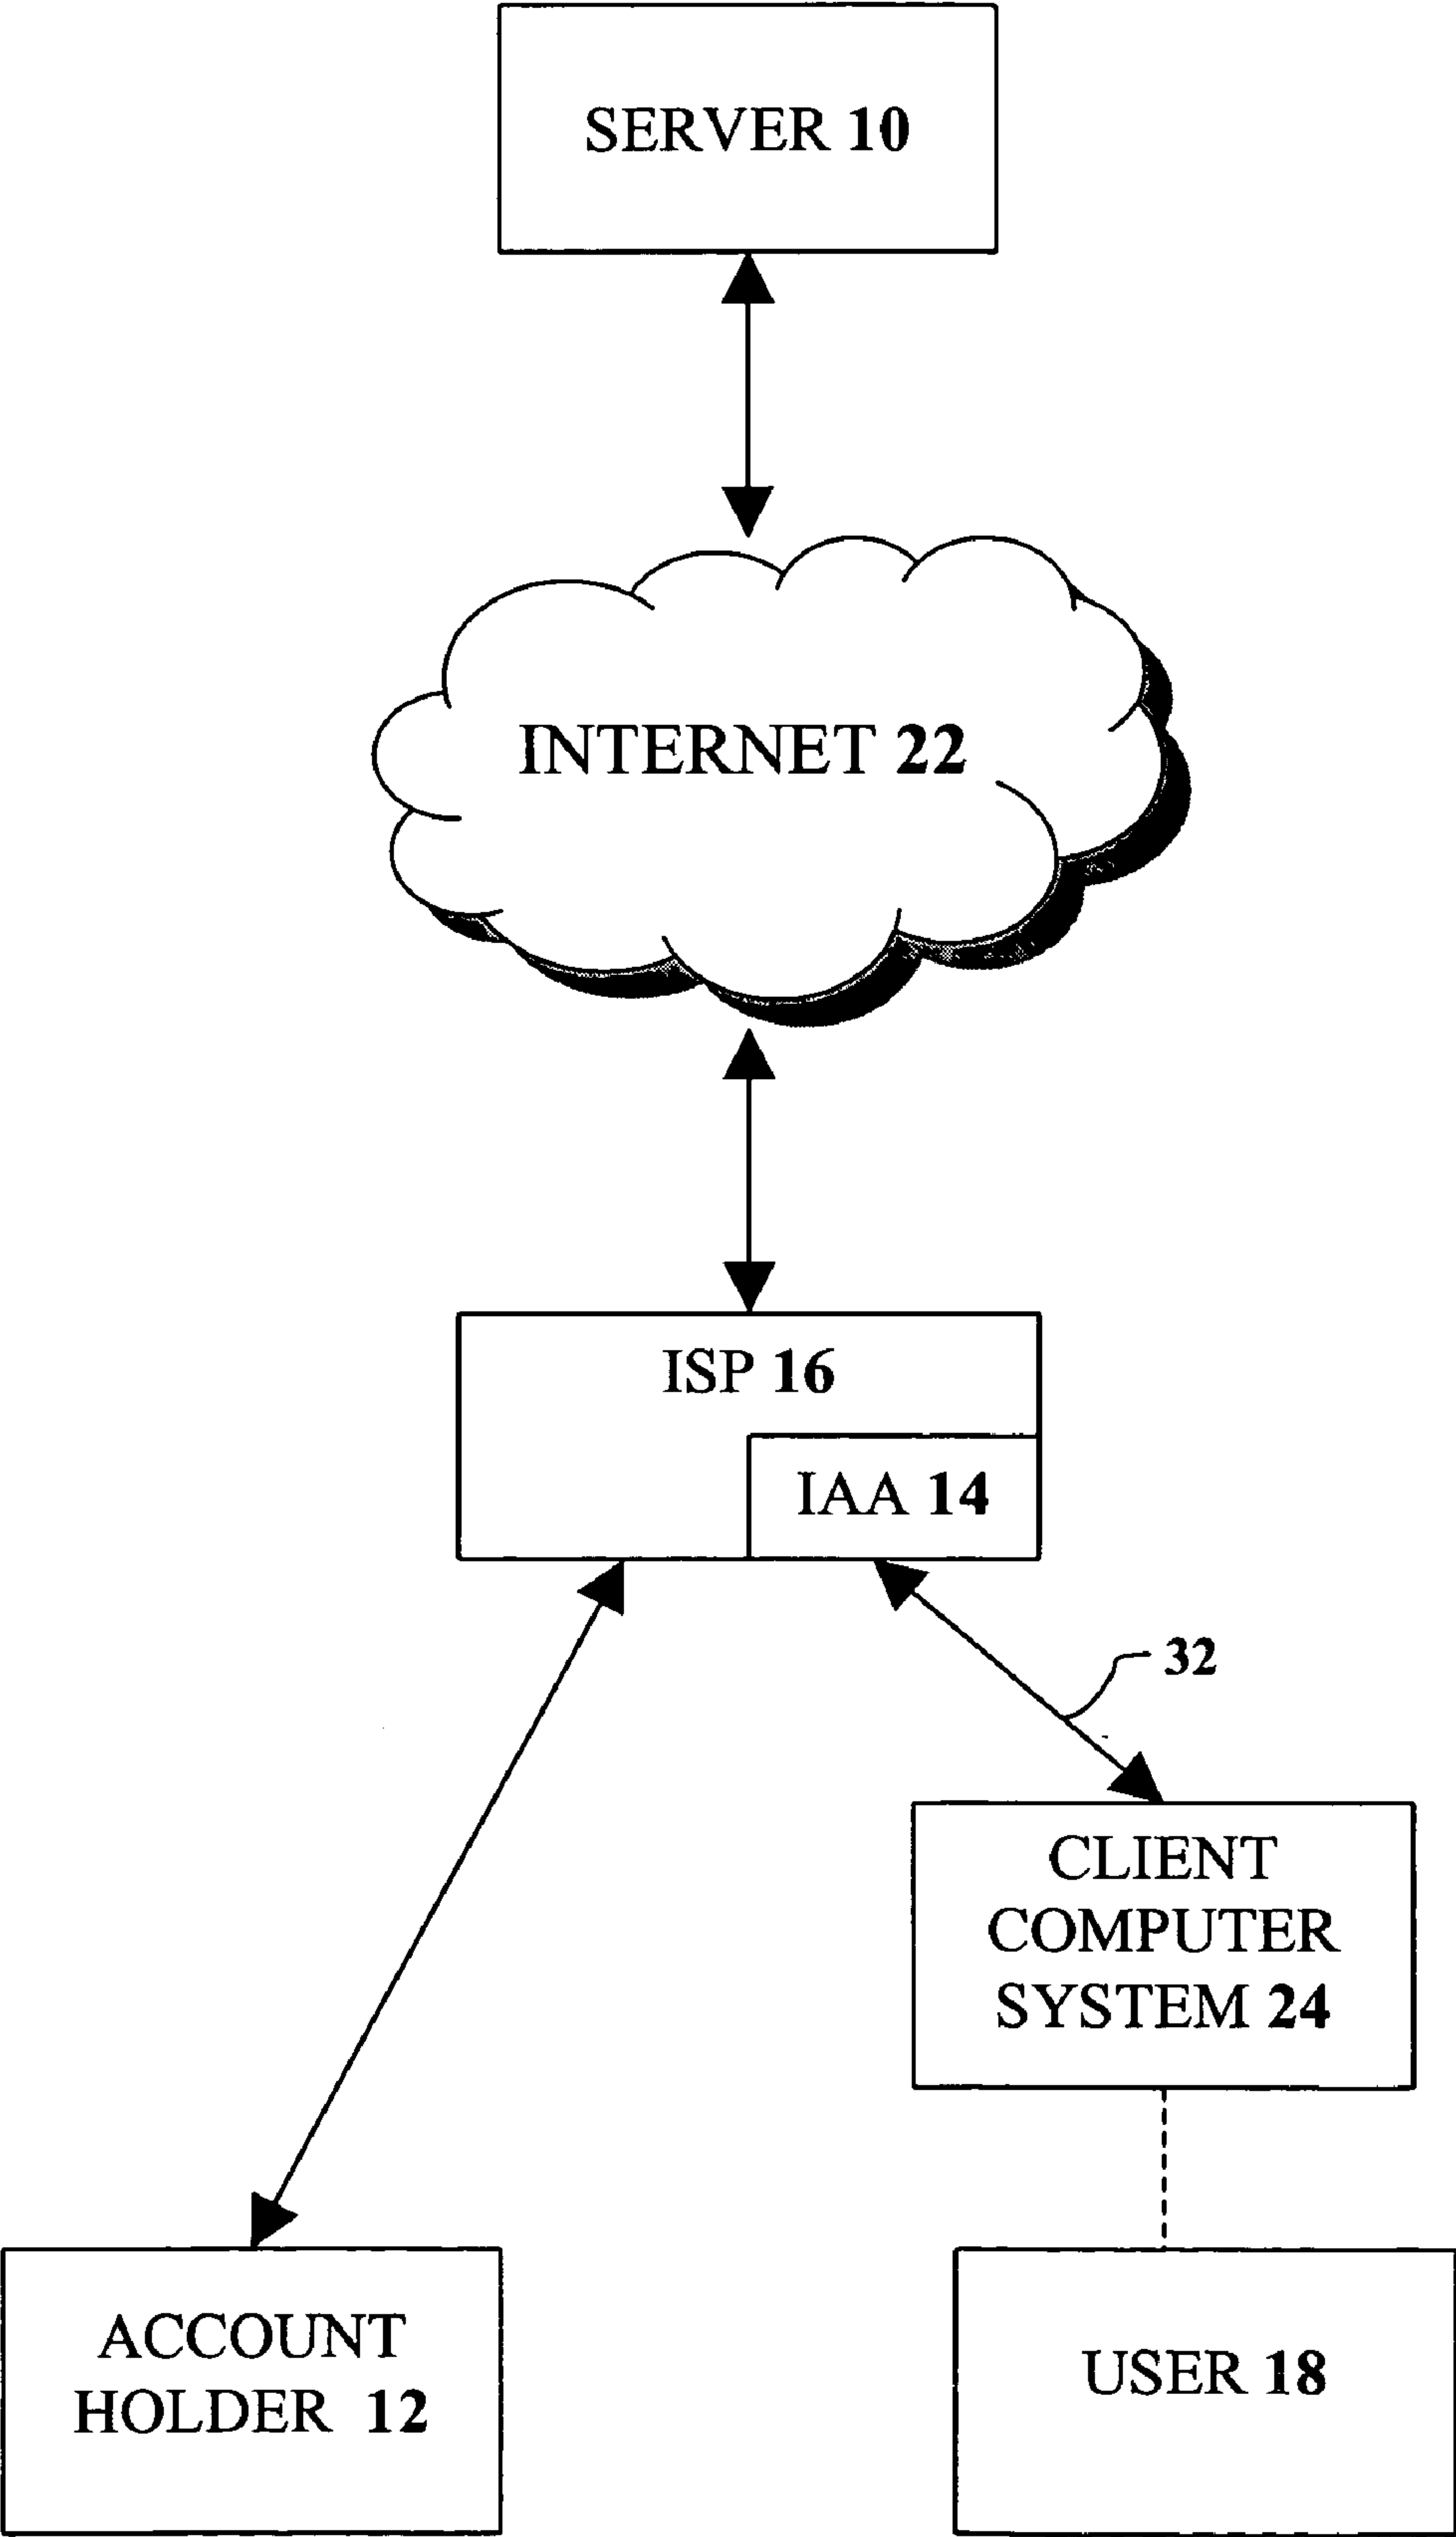 SERVER 10
INTERNET 22
ISP 16
IAA 14
32
CLIENT
COMPUTER
SYSTEM 24
ACCOUNT
HOLDER 12
USER 18